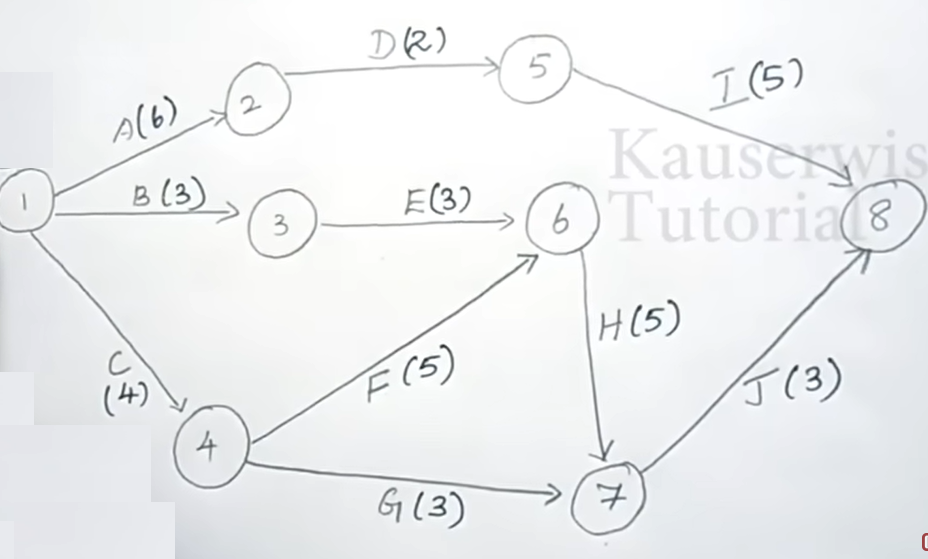 D(2)
5
I(5)
2
A(6)
Kauserwis
1
B(3)
E(3)
3
6
Tutorial
8
H(5)
C
(4)
F(5)
J(3)
4
G(3)
7